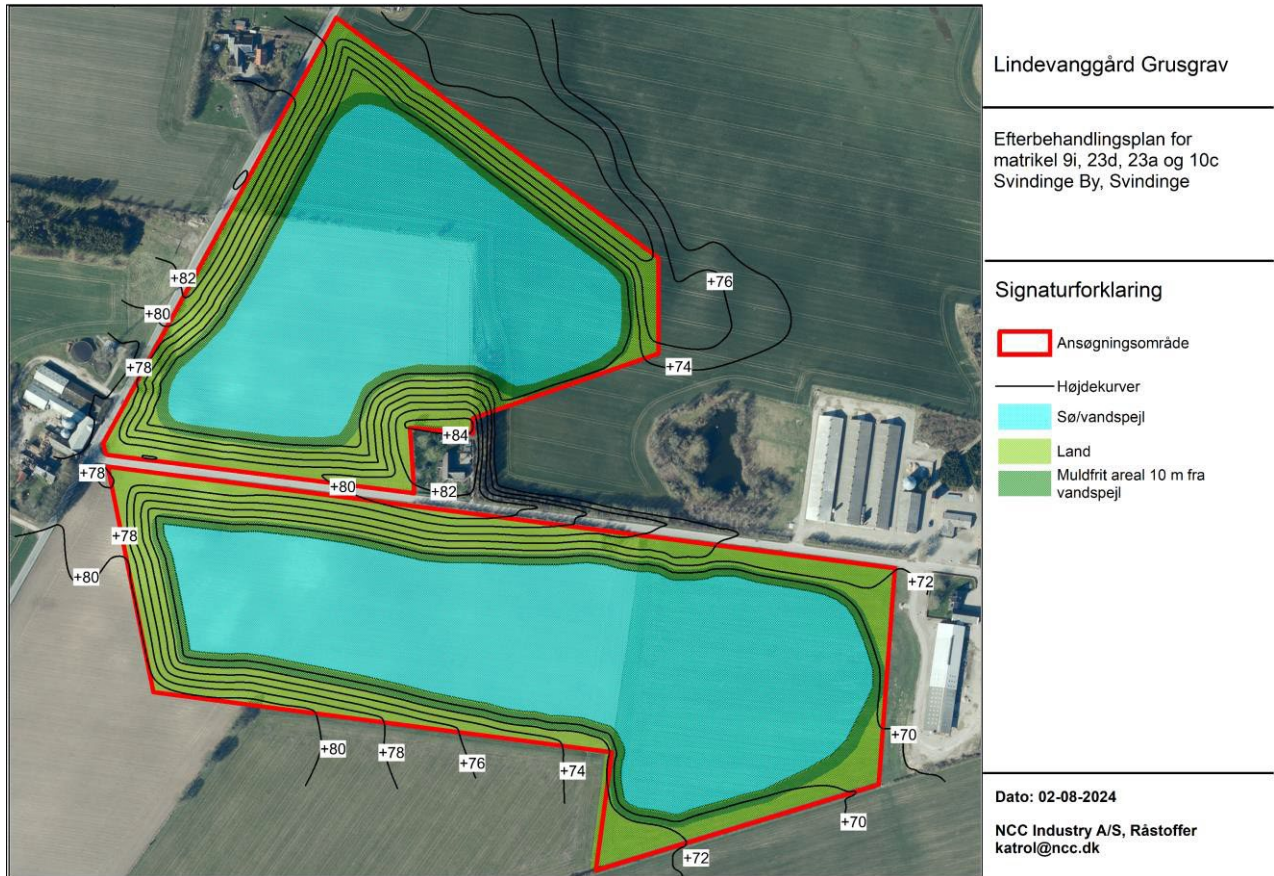 Lindevanggård Grusgrav
Efterbehandlingsplan for
matrikel 9i, 23d, 23a og 10c
Svindinge By, Svindinge
Signaturforklaring
Ansøgningsområde
Højdekurver
Sø/vandspejl
Land
Muldfrit areal 10 m fra
vandspejl
Dato: 02-08-2024
NCC Industry A/S, Råstoffer
katrol@ncc.dk
+82
+76
+80
+78
+74
+84
+78
+80
+82
+78
+80
+72
+70
+80
+78
+76
+74
+70
+72